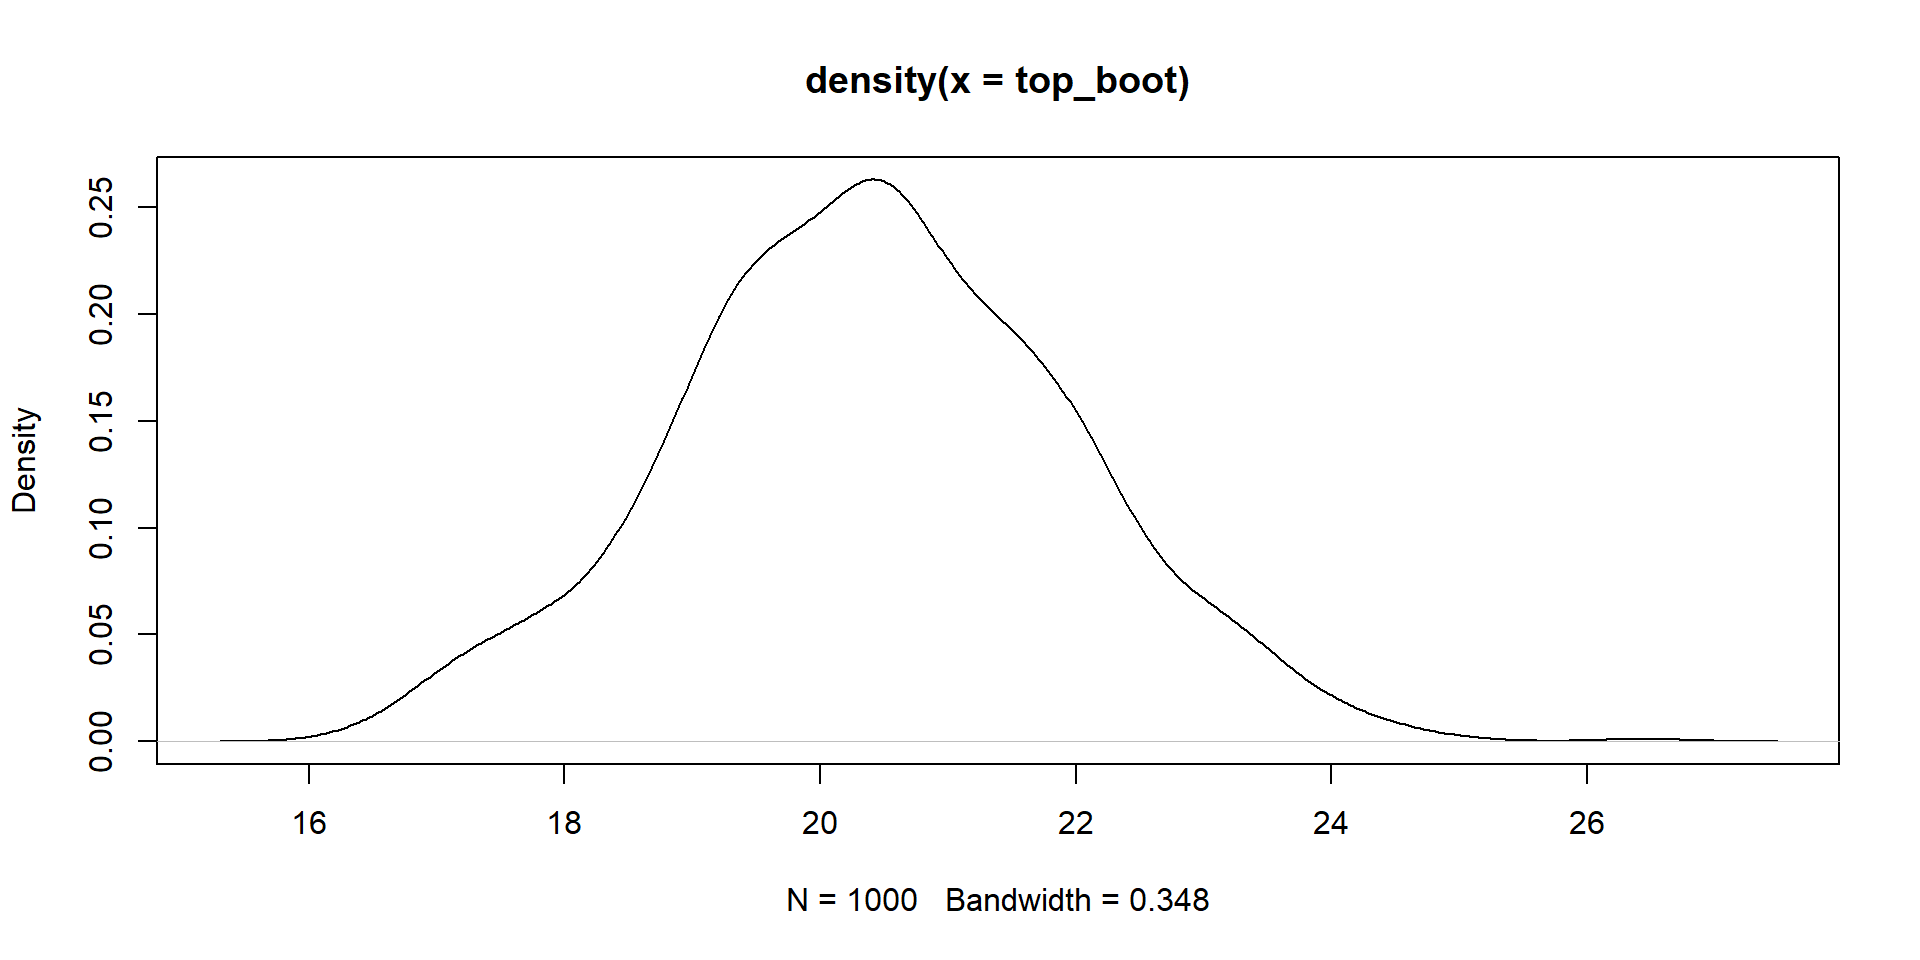 density(x = top_boot)
Density
0.25
0.20
0.15
0.10
0.05
0.00
16 18 20 22 24 26
N = 1000 Bandwidth = 0.348